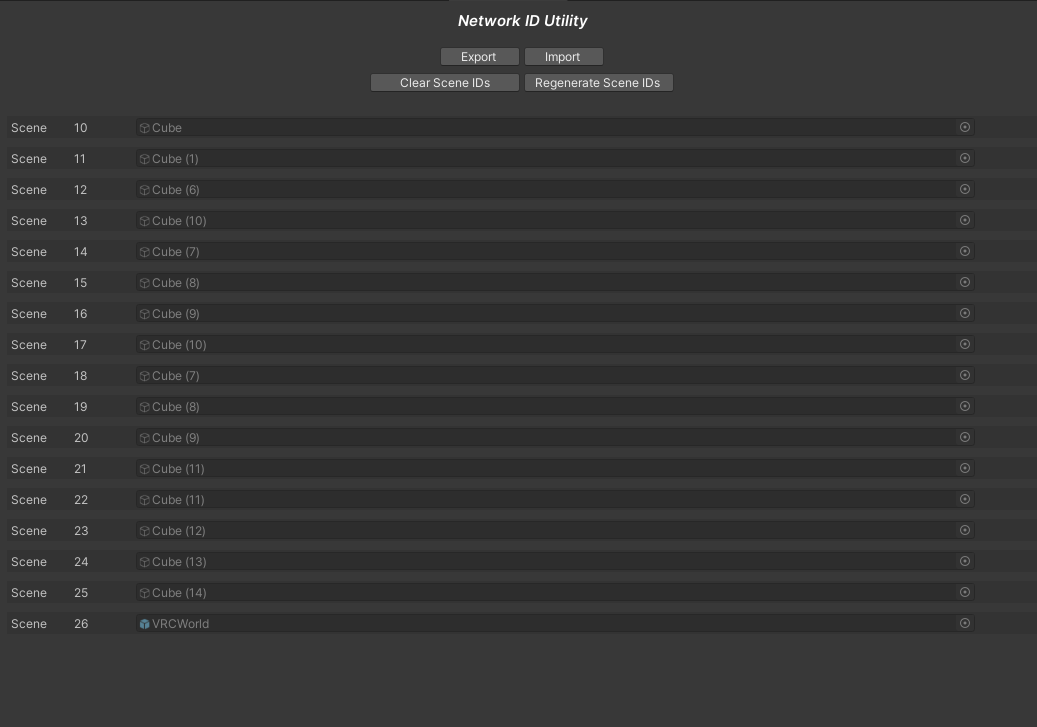 Network ID Utility
Export Import
Clear Scene IDs Regenerate Scene IDs
Scene 10 Cube
Scene 11 Cube (1)
Scene 12 Cube (6)
Scene 13 Cube (10)
Scene 14 Cube (7)
Scene 15 Cube (8)
Scene 16 Cube (9)
Scene 17 Cube (10)
Scene 18 Cube (7)
Scene 19 Cube (8)
Scene 20 Cube (9)
Scene 21 Cube (11)
Scene 22 Cube (11)
Scene 23 Cube (12)
Scene 24 Cube (13)
Scene 25 Cube (14)
Scene 26 VRCWorld